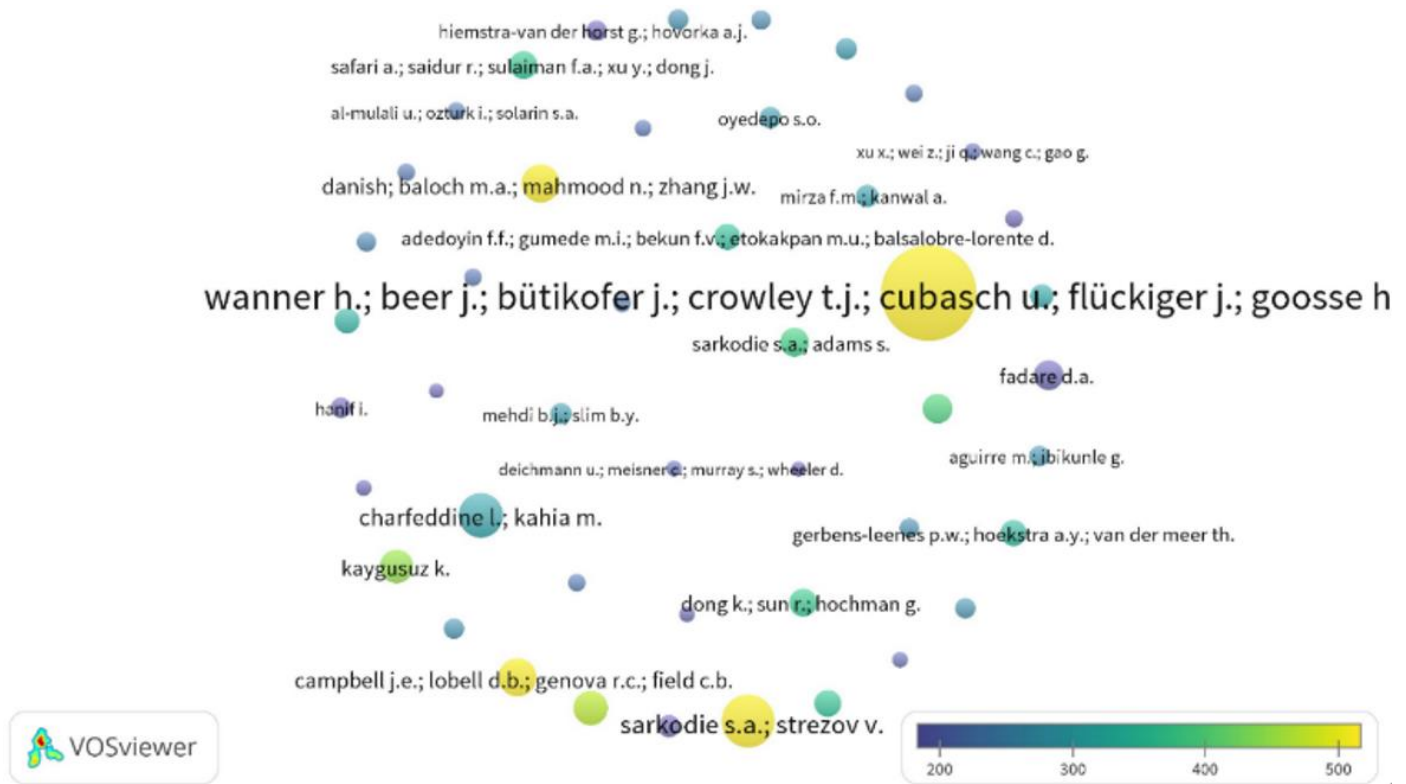 hiemstra-van der horst g.; hovorka a.j.
safari a.; saidur r.; sulaiman f.a.; xu y.; dong j.
al-mulali u.; ozturk i.; solarin s.a.
oyedepo s.o.
xu x.; wei z.; ji q.; wang c.; gao g.
danish; baloch m.a.; mahmood n.; zhang j.w.
mirza f.m.; kanwal a.
adedoyin f.f.; gumede m.i.; bekun f.v.; etokakpan m.u.; balsalobre-lorente d.
wanner h.; beer j.; bütikofer j.; crowley t.j.; cubasch u.; flückiger j.; goosse h
sarkodie s.a.; adams s.
fadare d.a.
hanif i.
mehdi b.j.; slim b.y.
aguirre m.; ibikunle g.
deichmann u.; meisner c.; murray s.; wheeler d.
charfeddine l.; kahia m.
gerbens-leenes p.w.; hoekstra a.y.; van der meer th.
kaygusuz k.
dong k.; sun r.; hochman g.
campbell j.e.; lobell d.b.; genova r.c.; field c.b.
sarkodie s.a.; strezov v.
VOSviewer
200 300 400 500